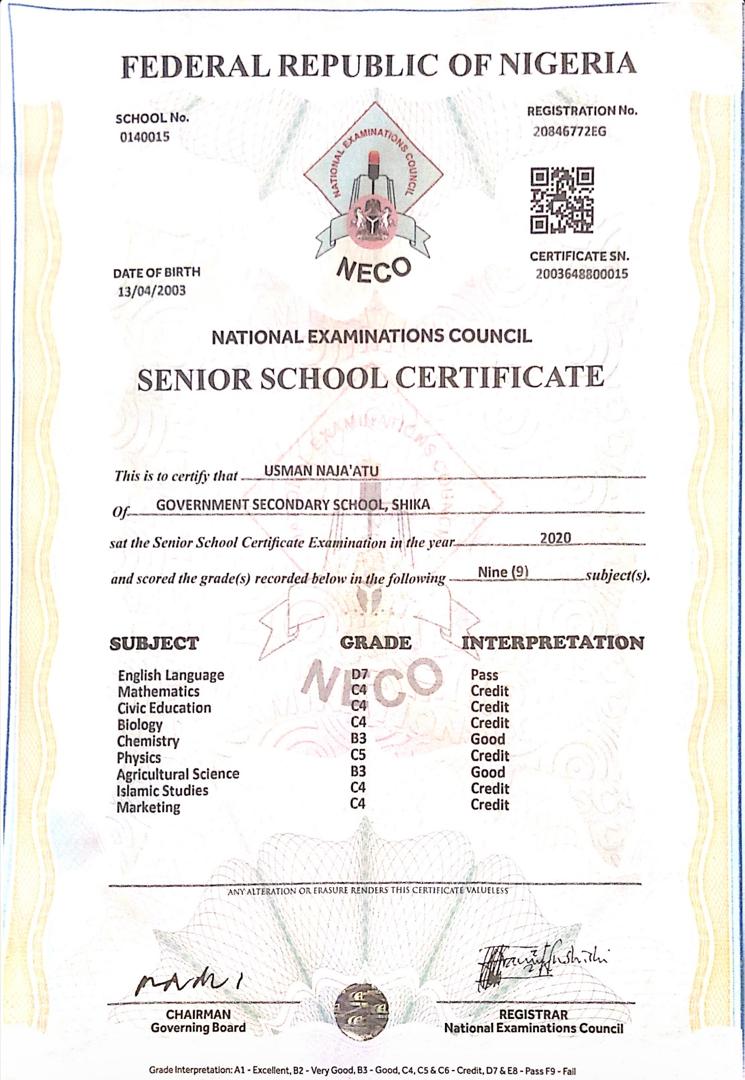 FEDERAL REPUBLIC OF NIGERIA
SCHOOL No.
0140015
REGISTRATION No.
20846772EG
NATIONAL EXAMINATIONS COUNCIL
NECO
DATE OF BIRTH
13/04/2003
CERTIFICATE SN.
2003648800015
NATIONAL EXAMINATIONS COUNCIL
SENIOR SCHOOL CERTIFICATE
This is to certify that USMAN NAJA'ATU
Of GOVERNMENT SECONDARY SCHOOL, SHIKA
sat the Senior School Certificate Examination in the year 2020
and scored the grade(s) recorded below in the following Nine (9) subject(s).
SUBJECT GRADE INTERPRETATION
English Language D7 Pass
Mathematics C4 Credit
Civic Education C4 Credit
Biology C4 Credit
Chemistry B3 Good
Physics C5 Credit
Agricultural Science B3 Good
Islamic Studies C4 Credit
Marketing C4 Credit
NECO
ANY ALTERATION OR ERASURE RENDERS THIS CERTIFICATE VALUELESS
CHAIRMAN
Governing Board
REGISTRAR
National Examinations Council
Grade Interpretation: A1 - Excellent, B2 - Very Good, B3 - Good, C4, C5 & C6 - Credit, D7 & E8 - Pass F9 - Fail